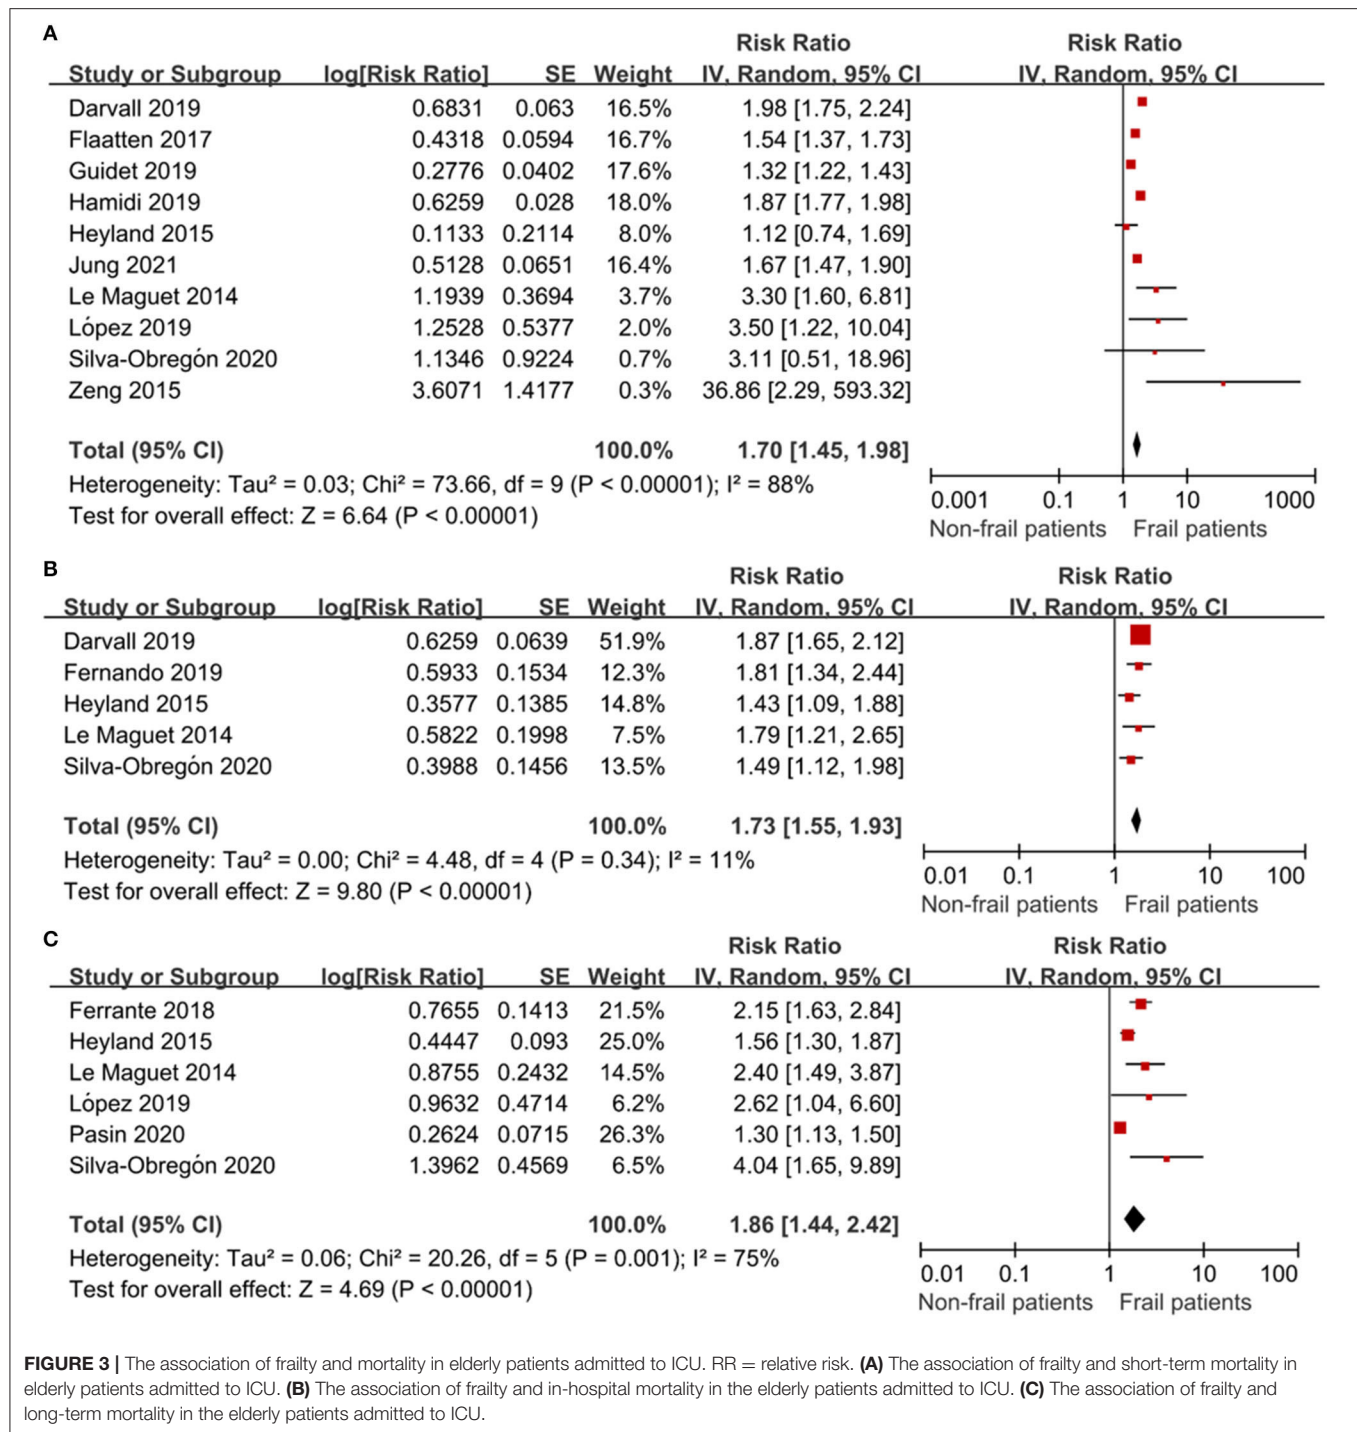 A
Risk Ratio Risk Ratio
Study or Subgroup log[Risk Ratio] SE Weight IV, Random, 95% CI IV, Random, 95% CI
Darvall 2019 0.6831 0.063 16.5% 1.98 [1.75, 2.24]
Flaatten 2017 0.4318 0.0594 16.7% 1.54 [1.37, 1.73]
Guidet 2019 0.2776 0.0402 17.6% 1.32 [1.22, 1.43]
Hamidi 2019 0.6259 0.028 18.0% 1.87 [1.77, 1.98]
Heyland 2015 0.1133 0.2114 8.0% 1.12 [0.74, 1.69]
Jung 2021 0.5128 0.0651 16.4% 1.67 [1.47, 1.90]
Le Maguet 2014 1.1939 0.3694 3.7% 3.30 [1.60, 6.81]
López 2019 1.2528 0.5377 2.0% 3.50 [1.22, 10.04]
Silva-Obregón 2020 1.1346 0.9224 0.7% 3.11 [0.51, 18.96]
Zeng 2015 3.6071 1.4177 0.3% 36.86 [2.29, 593.32]
Total (95% CI) 100.0% 1.70 [1.45, 1.98]
Heterogeneity: Tau² = 0.03; Chi² = 73.66, df = 9 (P < 0.00001); I² = 88%
Test for overall effect: Z = 6.64 (P < 0.00001)
0.001 0.1 1 10 1000
Non-frail patients Frail patients
B
Risk Ratio Risk Ratio
Study or Subgroup log[Risk Ratio] SE Weight IV, Random, 95% CI IV, Random, 95% CI
Darvall 2019 0.6259 0.0639 51.9% 1.87 [1.65, 2.12]
Fernando 2019 0.5933 0.1534 12.3% 1.81 [1.34, 2.44]
Heyland 2015 0.3577 0.1385 14.8% 1.43 [1.09, 1.88]
Le Maguet 2014 0.5822 0.1998 7.5% 1.79 [1.21, 2.65]
Silva-Obregón 2020 0.3988 0.1456 13.5% 1.49 [1.12, 1.98]
Total (95% CI) 100.0% 1.73 [1.55, 1.93]
Heterogeneity: Tau² = 0.00; Chi² = 4.48, df = 4 (P = 0.34); I² = 11%
Test for overall effect: Z = 9.80 (P < 0.00001)
0.01 0.1 1 10 100
Non-frail patients Frail patients
C
Risk Ratio Risk Ratio
Study or Subgroup log[Risk Ratio] SE Weight IV, Random, 95% CI IV, Random, 95% CI
Ferrante 2018 0.7655 0.1413 21.5% 2.15 [1.63, 2.84]
Heyland 2015 0.4447 0.093 25.0% 1.56 [1.30, 1.87]
Le Maguet 2014 0.8755 0.2432 14.5% 2.40 [1.49, 3.87]
López 2019 0.9632 0.4714 6.2% 2.62 [1.04, 6.60]
Pasin 2020 0.2624 0.0715 26.3% 1.30 [1.13, 1.50]
Silva-Obregón 2020 1.3962 0.4569 6.5% 4.04 [1.65, 9.89]
Total (95% CI) 100.0% 1.86 [1.44, 2.42]
Heterogeneity: Tau² = 0.06; Chi² = 20.26, df = 5 (P = 0.001); I² = 75%
Test for overall effect: Z = 4.69 (P < 0.00001)
0.01 0.1 1 10 100
Non-frail patients Frail patients
FIGURE 3 | The association of frailty and mortality in elderly patients admitted to ICU. RR = relative risk. (A) The association of frailty and short-term mortality in
elderly patients admitted to ICU. (B) The association of frailty and in-hospital mortality in the elderly patients admitted to ICU. (C) The association of frailty and
long-term mortality in the elderly patients admitted to ICU.